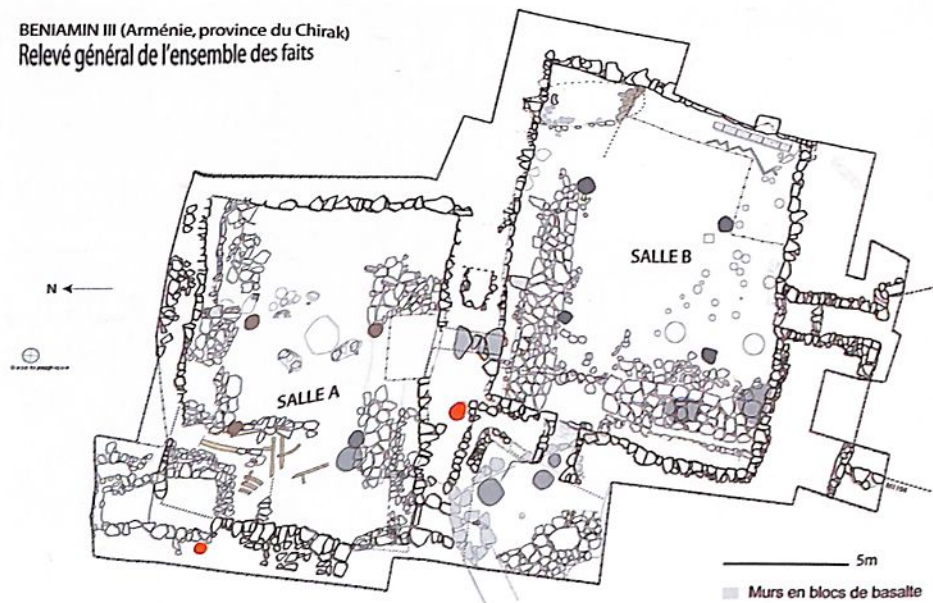 BENIAMIN III (Arménie, province du Chirak)
Relevé général de l'ensemble des faits
SALLE B
N
SALLE A
5m
Murs en blocs de basalte